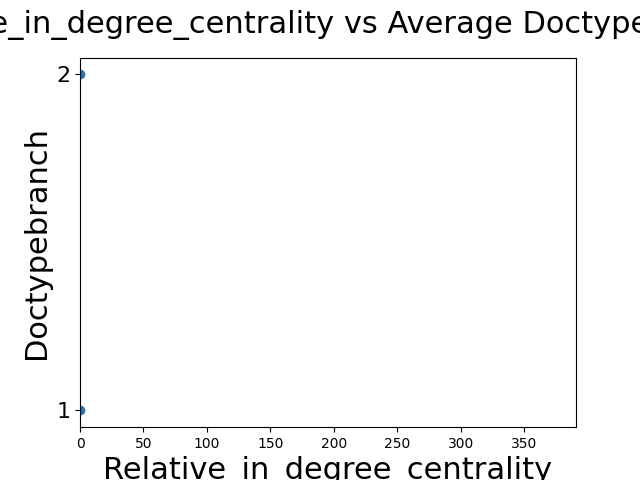 e_in_degree_centrality vs Average Doctype
2
Doctypebranch
1
0 50 100 150 200 250 300 350
Relative_in_degree_centrality